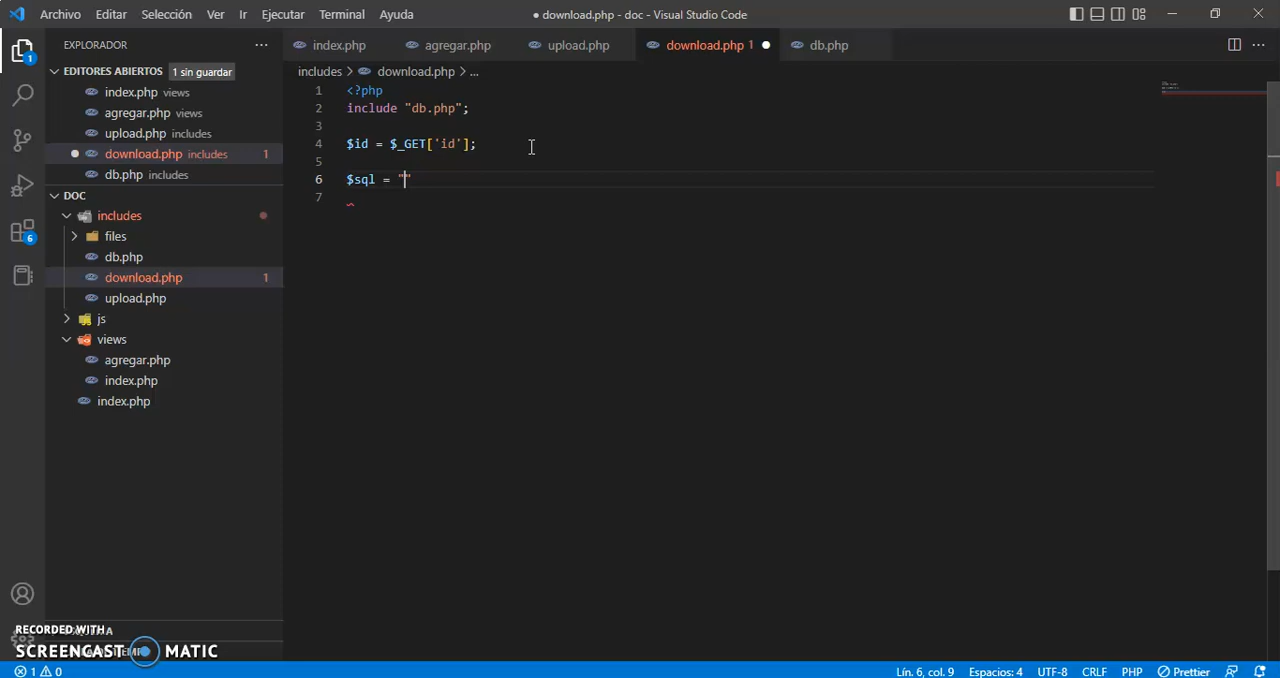 Archivo Editar Selección Ver Ir Ejecutar Terminal Ayuda ● download.php - doc - Visual Studio Code
EXPLORADOR ... index.php agregar.php upload.php download.php 1 ● db.php ...
EDITORES ABIERTOS 1 sin guardar
includes > download.php > ...
index.php views
agregar.php includes
upload.php includes
download.php includes 1
db.php includes
DOC
includes
files
db.php
download.php 1
upload.php
js
views
agregar.php
index.php
index.php
1 <?php
2 include "db.php";
3
4 $id = $_GET['id'];
5
6 $sql = ""
7
1
6
RECORDED WITH
SCREENCAST MATIC
1 0 Lín. 6, col. 9 Espacios: 4 UTF-8 CRLF PHP Prettier